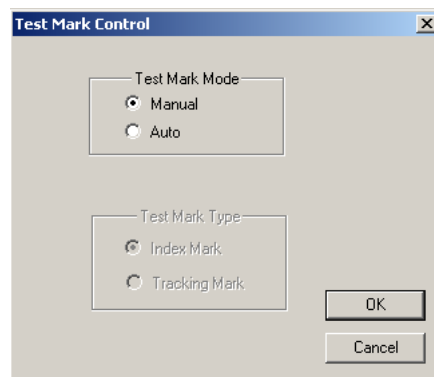 Test Mark Control
Test Mark Mode
Manual
Auto
Test Mark Type
Index Mark
Tracking Mark
OK
Cancel